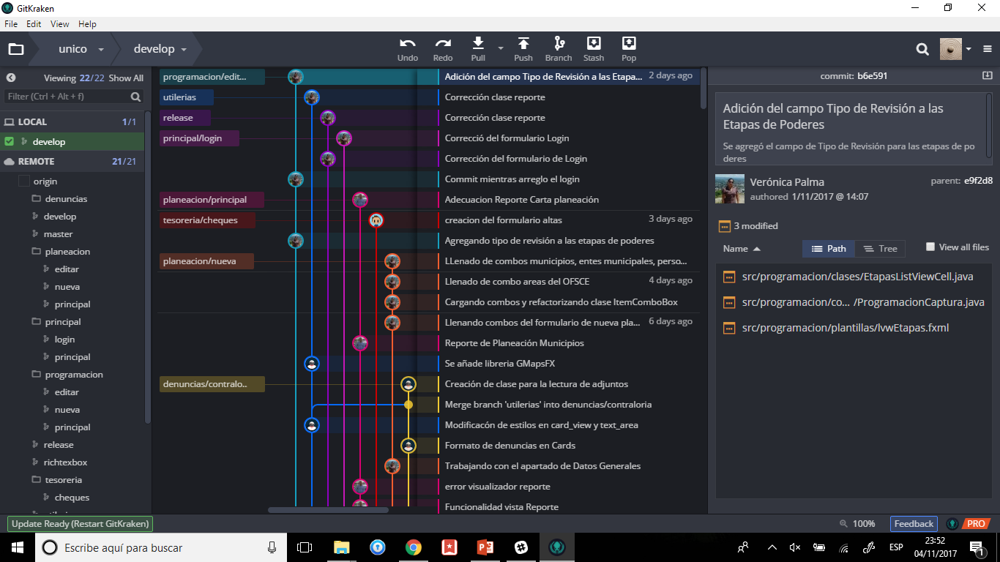 GitKraken
File Edit View Help
unico
develop
Undo Redo Pull Push Branch Stash Pop
Viewing 22/22 Show All
Filter (Ctrl + Alt + f)
LOCAL 1/1
develop
REMOTE 21/21
origin
denuncias
develop
master
planeacion
editar
nueva
principal
principal
login
principal
programacion
editar
nueva
principal
release
richtexbox
tesoreria
cheques
programacion/edit... Adición del campo Tipo de Revisión a las Etapa... 2 days ago
utilerias Corrección clase reporte
release Corrección clase reporte
principal/login Correcció del formulario Login
Corrección del formulario de Login
Commit mientras arreglo el login
planeacion/principal Adecuacion Reporte Carta planeación
tesoreria/cheques creacion del formulario altas 3 days ago
Agregando tipo de revisión a las etapas de poderes
planeacion/nueva LLenado de combos municipios, entes municipales, perso...
Llenado de combo areas del OFSCE 4 days ago
Cargando combos y refactorizando clase ItemComboBox
Llenando combos del formulario de nueva pla... 6 days ago
Reporte de Planeación Municipios
Se añade libreria GMapsFX
denuncias/contralo.. Creación de clase para la lectura de adjuntos
Merge branch 'utilerias' into denuncias/contraloria
Modificacón de estilos en card_view y text_area
Formato de denuncias en Cards
Trabajando con el apartado de Datos Generales
error visualizador reporte
Funcionalidad vista Reporte
commit: b6e591
Adición del campo Tipo de Revisión a las
Etapas de Poderes
Se agregó el campo de Tipo de Revisión para las etapas de po
deres
Verónica Palma parent: e9f2d8
authored 1/11/2017 @ 14:07
3 modified
Name Path Tree View all files
src/programacion/clases/EtapasListViewCell.java
src/programacion/co... /ProgramacionCaptura.java
src/programacion/plantillas/lvwEtapas.fxml
Update Ready (Restart GitKraken) 100% Feedback PRO
Escribe aquí para buscar
ESP
23:52
04/11/2017
1